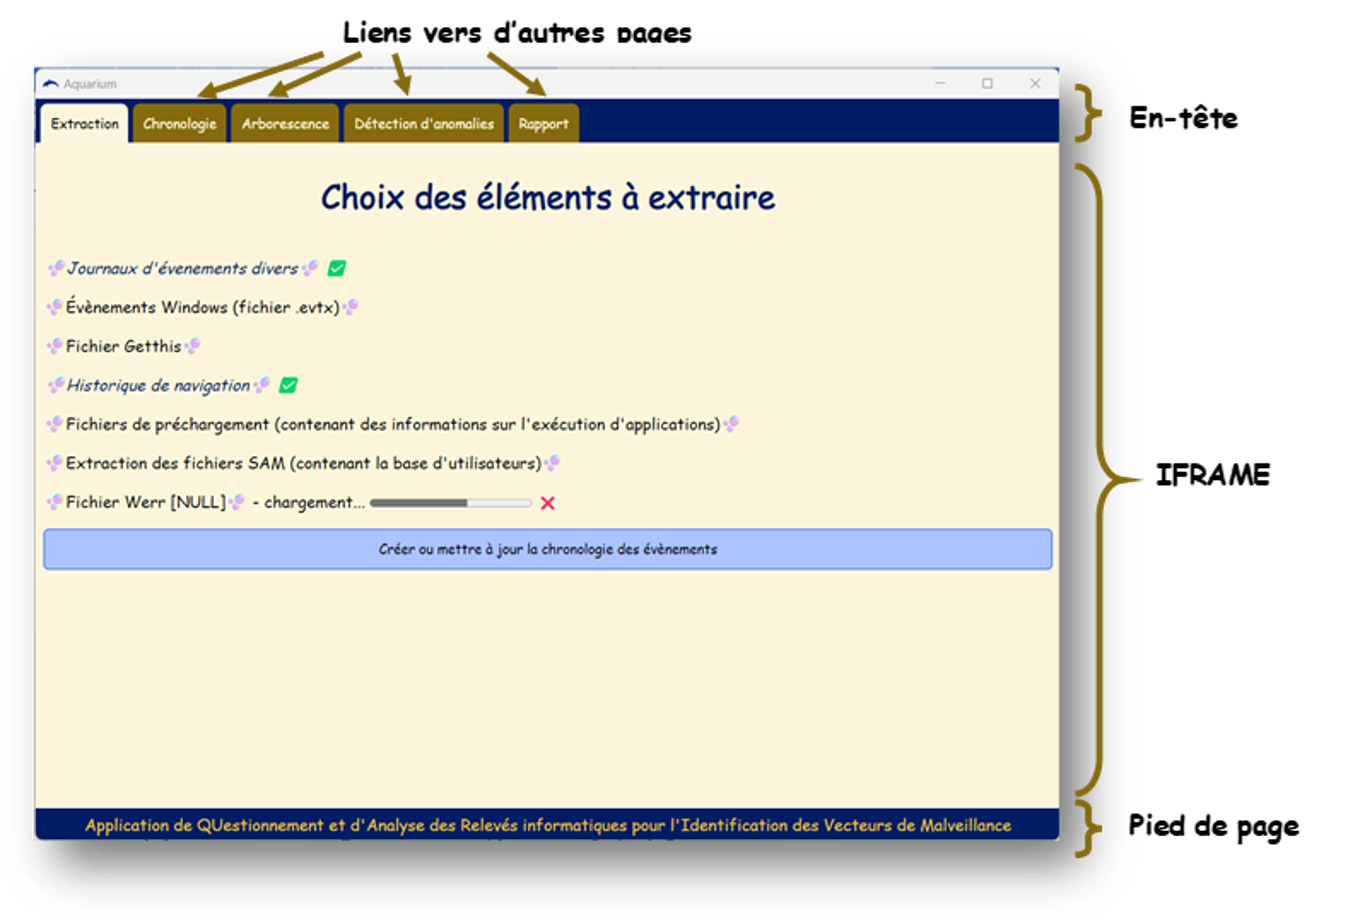 Liens vers d'autres pages
Aquarium
Extraction
Chronologie
Arborescence
Détection d'anomalies
Rapport
En-tête
Choix des éléments à extraire
Journaux d'évenements divers
Évènements Windows (fichier .evtx)
Fichier Getthis
Historique de navigation
Fichiers de préchargement (contenant des informations sur l'exécution d'applications)
Extraction des fichiers SAM (contenant la base d'utilisateurs)
Fichier Werr [NULL] - chargement...
IFRAME
Créer ou mettre à jour la chronologie des évènements
Application de QUestionnement et d'Analyse des Relevés informatiques pour l'Identification des Vecteurs de Malveillance
Pied de page